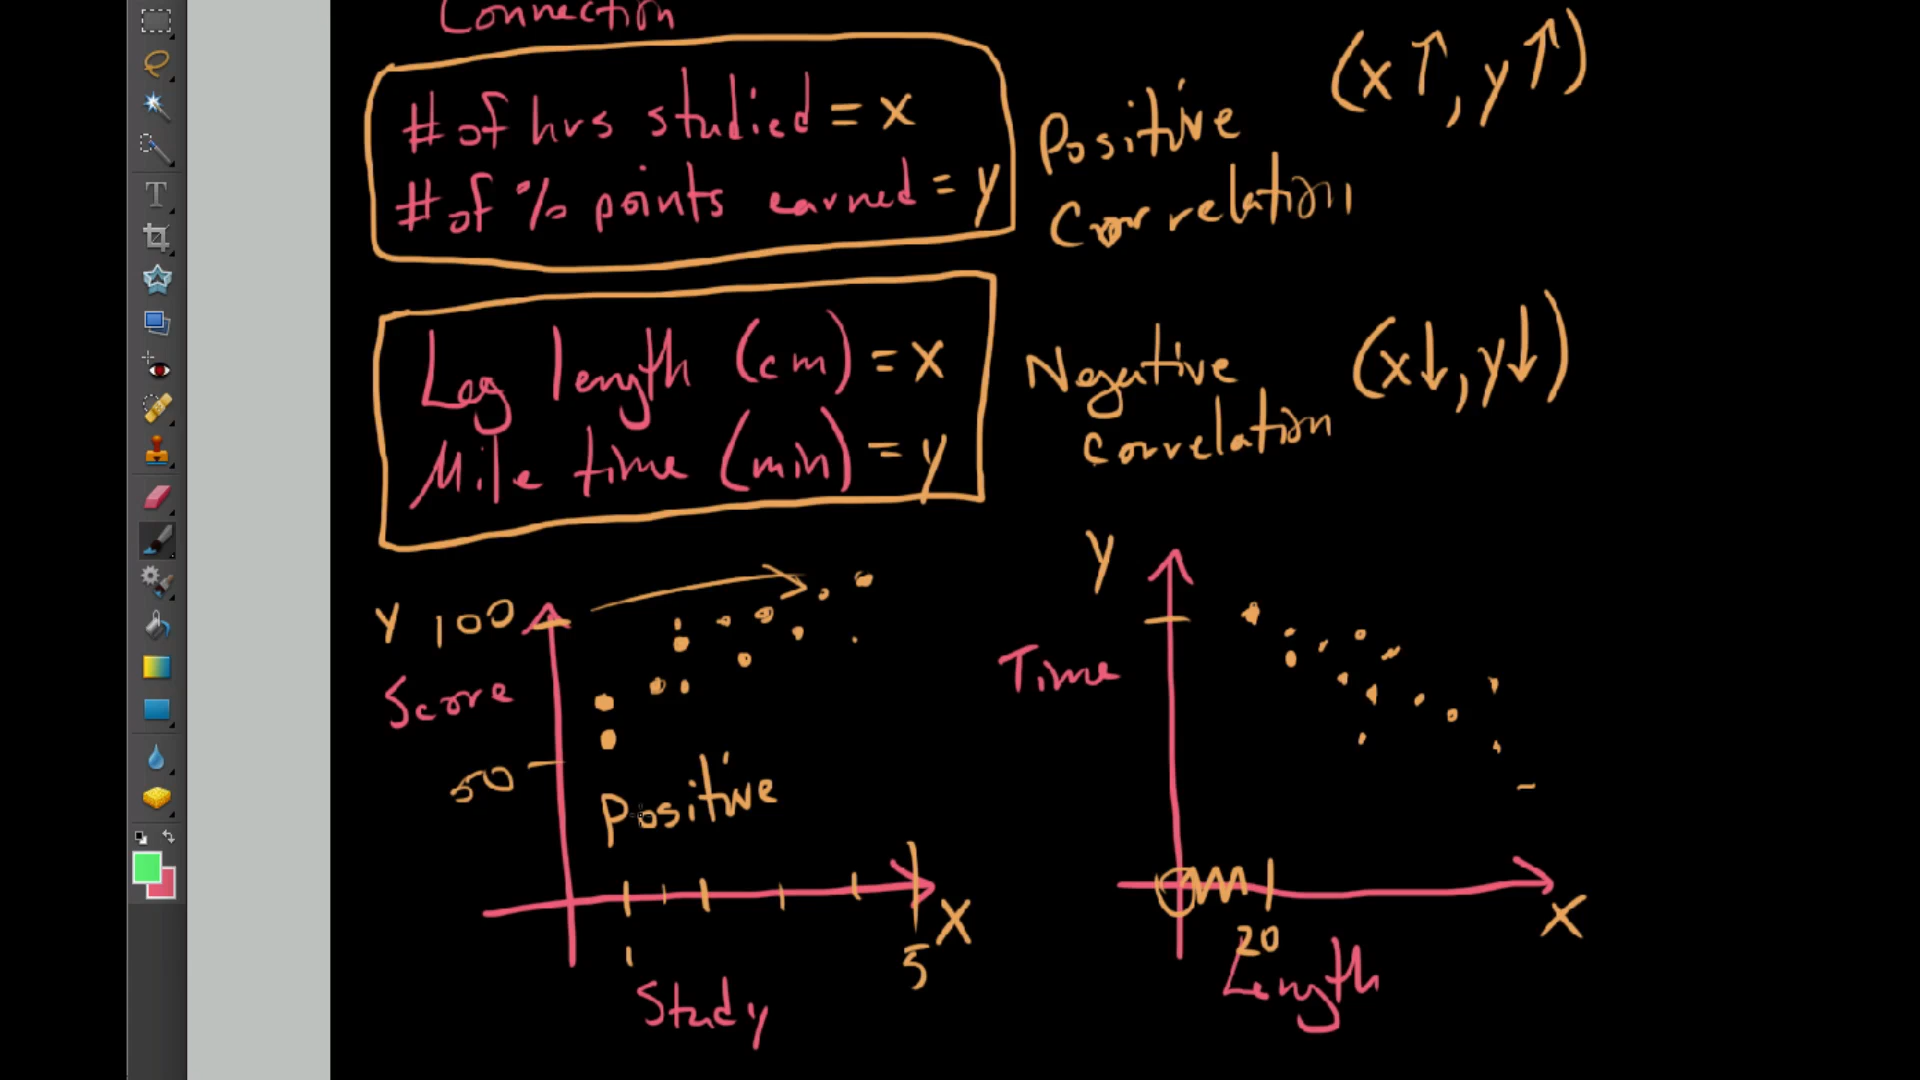 Connection
# of hrs studied = x
# of % points earned = y
Positive
Correlation
(x↑, y↑)
Leg length (cm) = x
Mile time (min) = y
Negative
Correlation
(x↓, y↓)
Y 100
Score
50
Positive
1
5
X
Study
Y
Time
20
X
Length
T